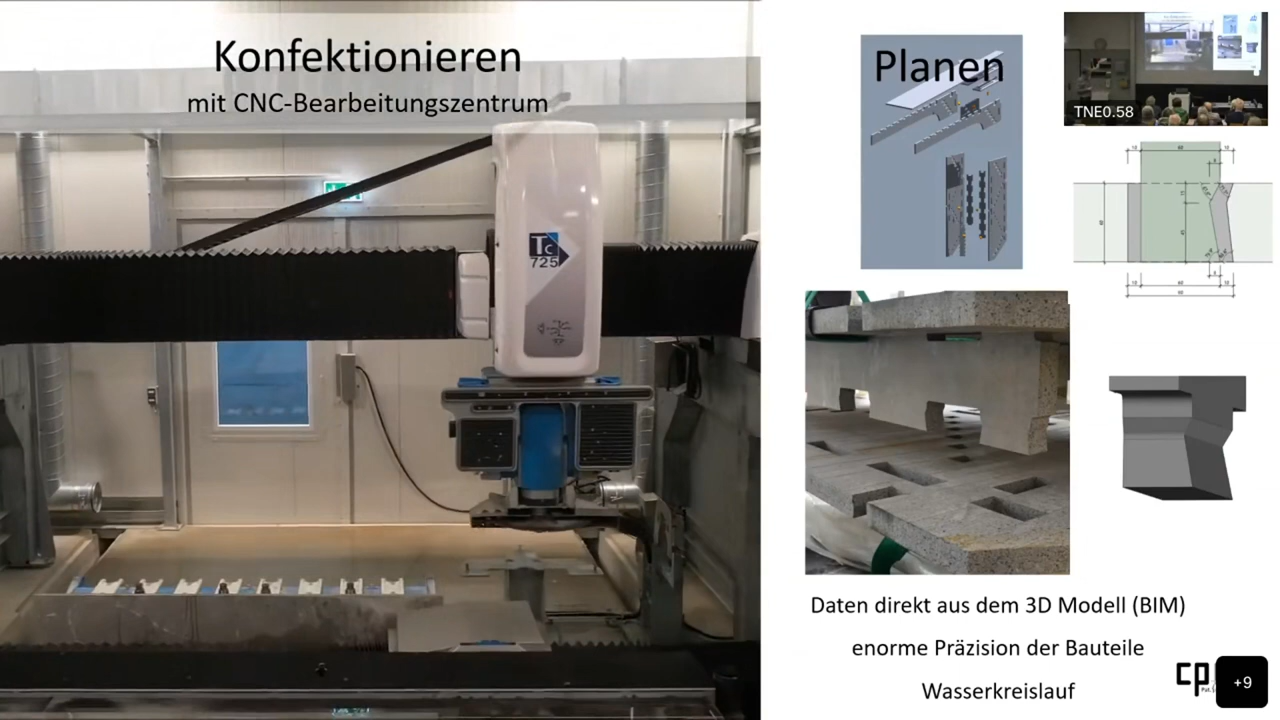 Konfektionieren
mit CNC-Bearbeitungszentrum
Tc
725
Planen
TNE0.58
Daten direkt aus dem 3D Modell (BIM)
enorme Präzision der Bauteile
Wasserkreislauf
cp
+9